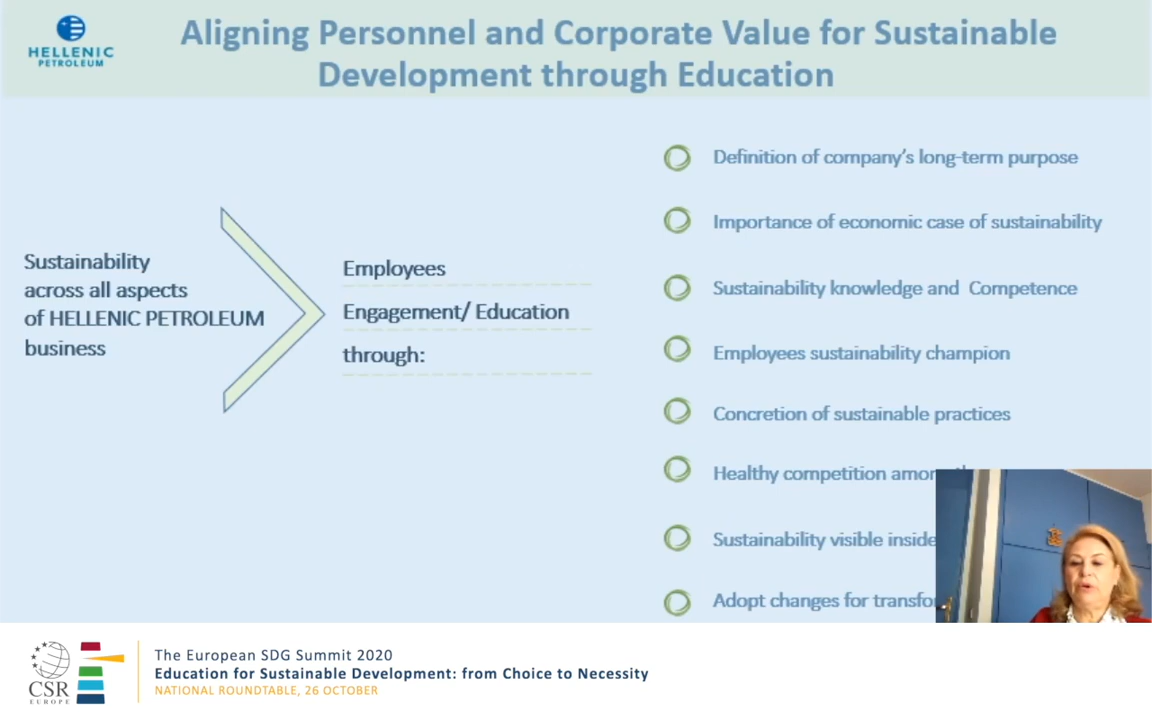 HELLENIC
PETROLEUM
Aligning Personnel and Corporate Value for Sustainable
Development through Education
Sustainability
across all aspects
of HELLENIC PETROLEUM
business
Employees
Engagement/ Education
through:
Definition of company's long-term purpose
Importance of economic case of sustainability
Sustainability knowledge and Competence
Employees sustainability champion
Concretion of sustainable practices
Healthy competition
Sustainability visible inside
Adopt changes for
CSR
EUROPE
The European SDG Summit 2020
Education for Sustainable Development: from Choice to Necessity
NATIONAL ROUNDTABLE, 26 OCTOBER